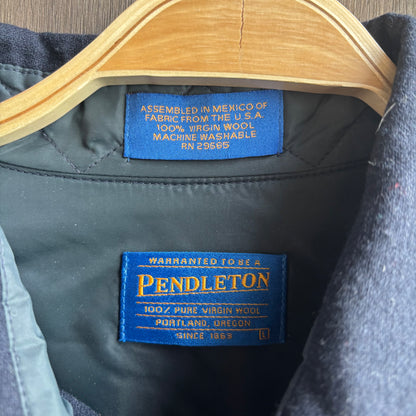 ASSEMBLED IN MEXICO OF
FABRIC FROM THE U.S.A.
100% VIRGIN WOOL
MACHINE WASHABLE
RN 29685
WARRANTED TO BE A
PENDLETON
100% PURE VIRGIN WOOL
PORTLAND, OREGON
SINCE 1863 L